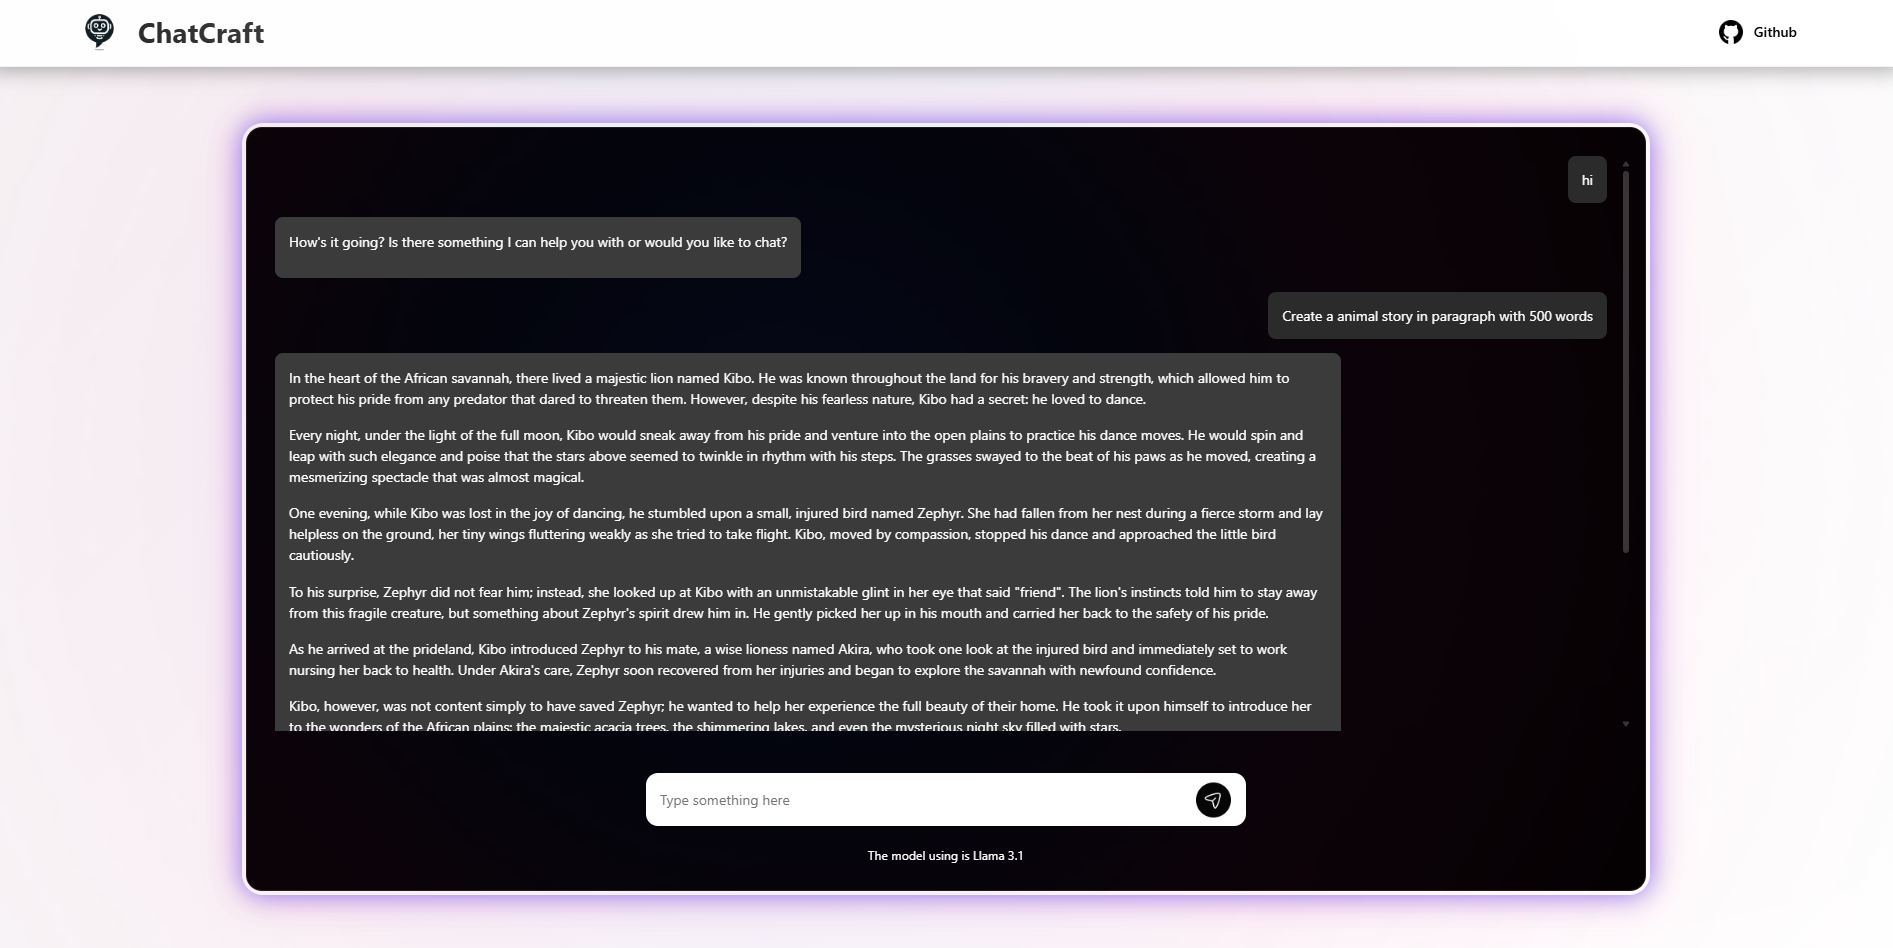 ChatCraft
Github
hi
How's it going? Is there something I can help you with or would you like to chat?
Create a animal story in paragraph with 500 words
In the heart of the African savannah, there lived a majestic lion named Kibo. He was known throughout the land for his bravery and strength, which allowed him to
protect his pride from any predator that dared to threaten them. However, despite his fearless nature, Kibo had a secret: he loved to dance.
Every night, under the light of the full moon, Kibo would sneak away from his pride and venture into the open plains to practice his dance moves. He would spin and
leap with such elegance and poise that the stars above seemed to twinkle in rhythm with his steps. The grasses swayed to the beat of his paws as he moved, creating a
mesmerizing spectacle that was almost magical.
One evening, while Kibo was lost in the joy of dancing, he stumbled upon a small, injured bird named Zephyr. She had fallen from her nest during a fierce storm and lay
helpless on the ground, her tiny wings fluttering weakly as she tried to take flight. Kibo, moved by compassion, stopped his dance and approached the little bird
cautiously.
To his surprise, Zephyr did not fear him; instead, she looked up at Kibo with an unmistakable glint in her eye that said "friend". The lion's instincts told him to stay away
from this fragile creature, but something about Zephyr's spirit drew him in. He gently picked her up in his mouth and carried her back to the safety of his pride.
As he arrived at the prideland, Kibo introduced Zephyr to his mate, a wise lioness named Akira, who took one look at the injured bird and immediately set to work
nursing her back to health. Under Akira's care, Zephyr soon recovered from her injuries and began to explore the savannah with newfound confidence.
Kibo, however, was not content simply to have saved Zephyr; he wanted to help her experience the full beauty of their home. He took it upon himself to introduce her
to the wonders of the African plains: the majestic acacia trees, the shimmering lakes, and even the mysterious night sky filled with stars.
Type something here
The model using is Llama 3.1